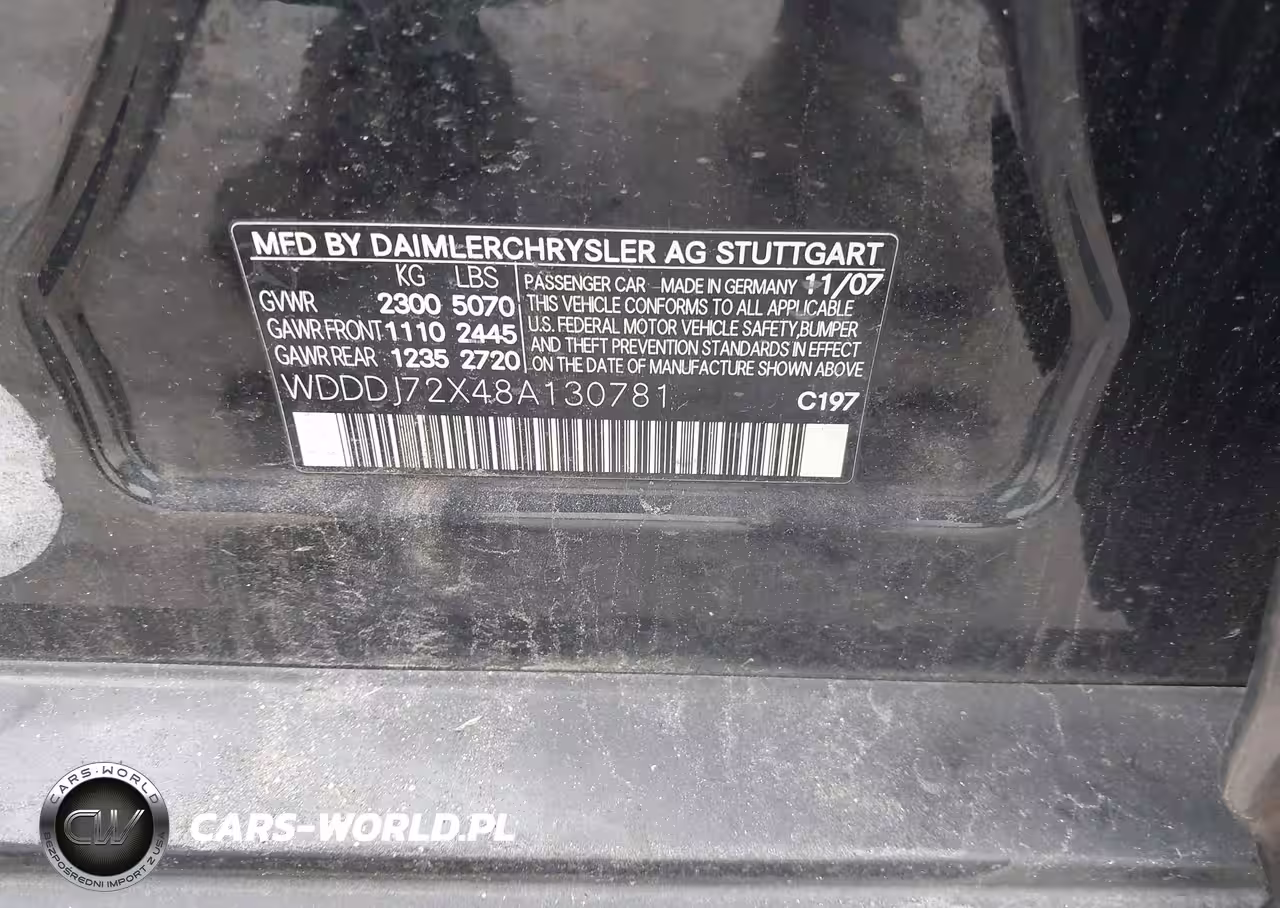 MFD BY DAIMLERCHRYSLER AG STUTTGART
KG LBS
GVWR 2300 5070
GAWR FRONT 1110 2445
GAWR REAR 1235 2720
PASSENGER CAR MADE IN GERMANY 11/07
THIS VEHICLE CONFORMS TO ALL APPLICABLE
U.S. FEDERAL MOTOR VEHICLE SAFETY,BUMPER
AND THEFT PREVENTION STANDARDS IN EFFECT
ON THE DATE OF MANUFACTURE SHOWN ABOVE
WDDDJ72X48A130781 C197
CARS-WORLD
CW
BEZPOŚREDNI IMPORT Z USA
CARS-WORLD.PL